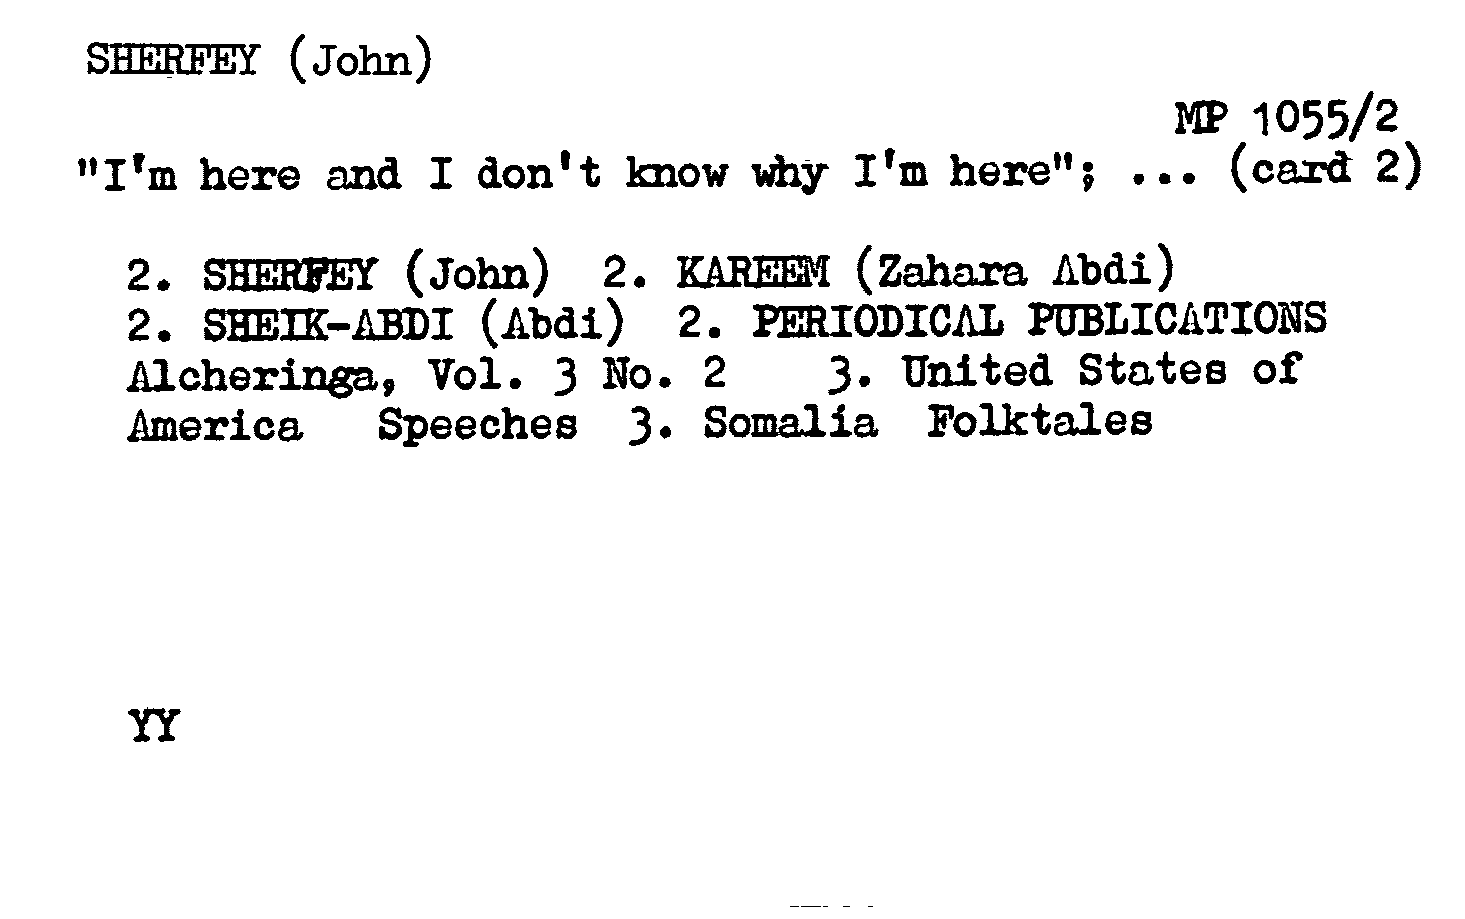 SHERFEY (John)
MP 1055/2
"I'm here and I don't know why I'm here"; ... (card 2)
2. SHERFEY (John) 2. KAREEM (Zahara Abdi)
2. SHEIK-ABDI (Abdi) 2. PERIODICAL PUBLICATIONS
Alcheringa, Vol. 3 No. 2 3. United States of
America Speeches 3. Somalia Folktales
YY